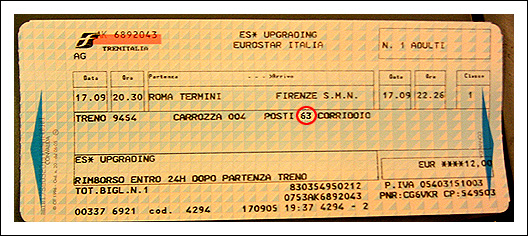 AK 6892043
ES* UPGRADING
TRENITALIA
EUROSTAR ITALIA
N. 1 ADULTI
AG
Data Ora Partenza - - -> Arrivo Data Ora Classe
17.09 20.30 ROMA TERMINI FIRENZE S.M.N. 17.09 22.26 1
TRENO 9454 CARROZZA 004 POSTI 63 CORRIDOIO
ES* UPGRADING
EUR ****12,00
RIMBORSO ENTRO 24H DOPO PARTENZA TRENO
TOT.BIGL.N.1 830354950212 P.IVA 05403151003
0753AK6892043 PNR:CG6VKR CP:549503
00337 6921 cod. 4294 170905 19:37 4294 - 2